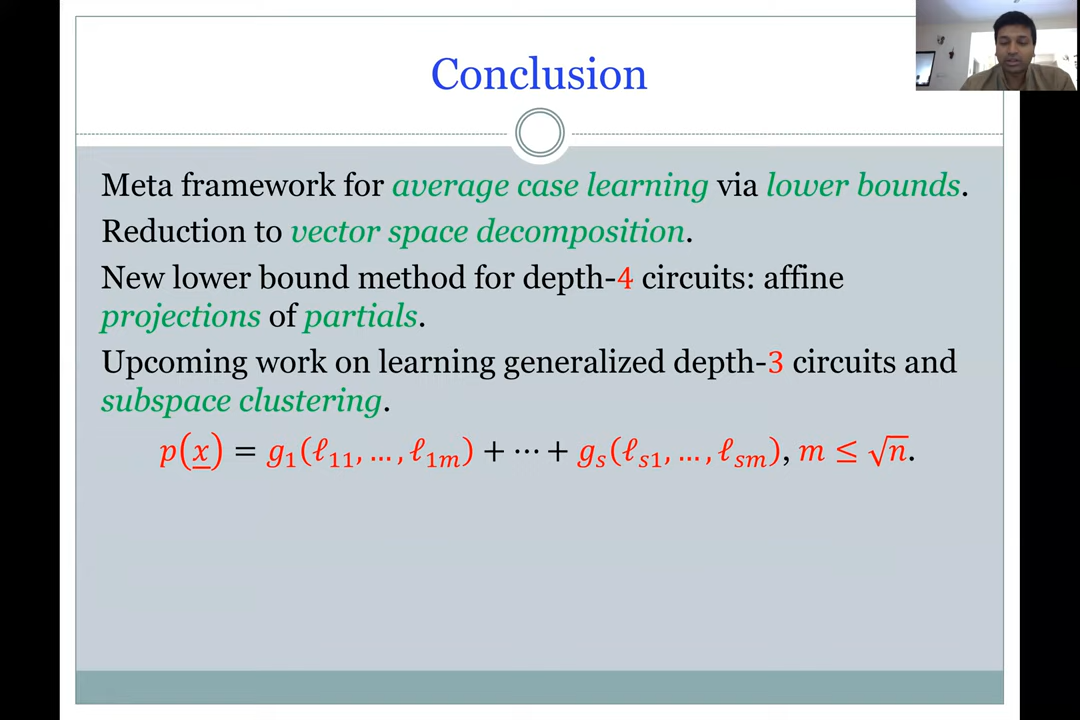 Conclusion
Meta framework for average case learning via lower bounds.
Reduction to vector space decomposition.
New lower bound method for depth-4 circuits: affine
projections of partials.
Upcoming work on learning generalized depth-3 circuits and
subspace clustering.
p(x) = g₁(ℓ₁₁, …, ℓ₁ₘ) + ⋯ + gₛ(ℓₛ₁, …, ℓₛₘ), m ≤ √n.